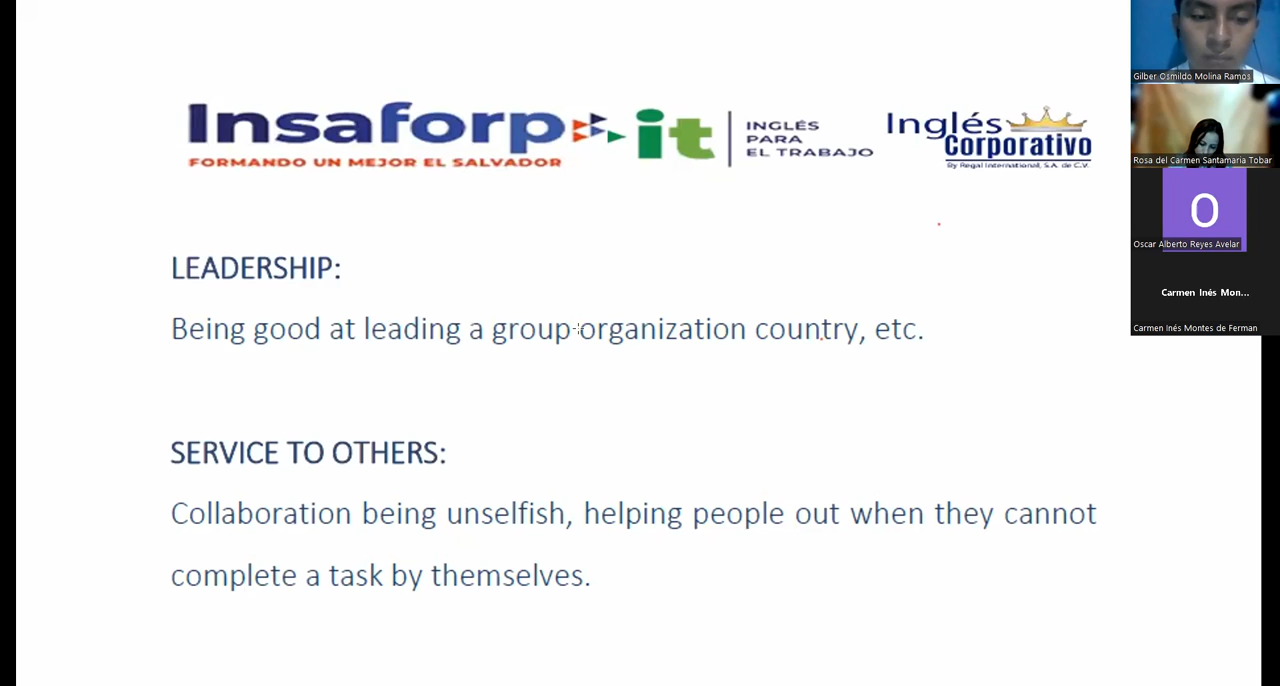 Insaforp
FORMANDO UN MEJOR EL SALVADOR
it
INGLÉS
PARA
EL TRABAJO
Inglés
Corporativo
By Regal International, S.A. de C.V.
LEADERSHIP:
Being good at leading a group organization country, etc.
SERVICE TO OTHERS:
Collaboration being unselfish, helping people out when they cannot
complete a task by themselves.
Gilber Osmildo Molina Ramos
Rosa del Carmen Santamaria Tobar
O
Oscar Alberto Reyes Avelar
Carmen Inés Mon...
Carmen Inés Montes de Ferman